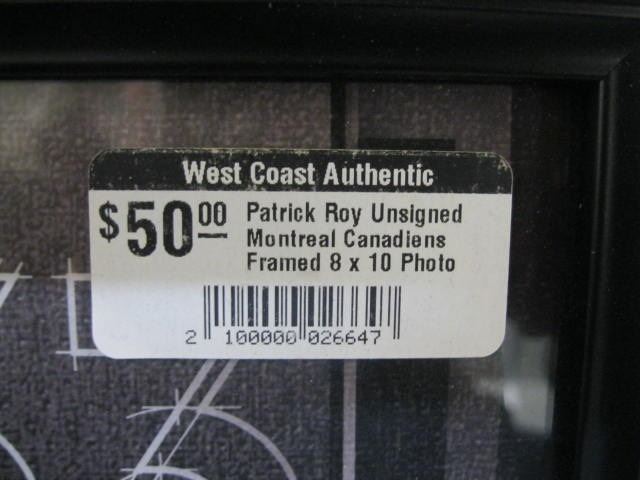 West Coast Authentic
$50.00 Patrick Roy Unsigned
Montreal Canadiens
Framed 8 x 10 Photo
2 100000 026647